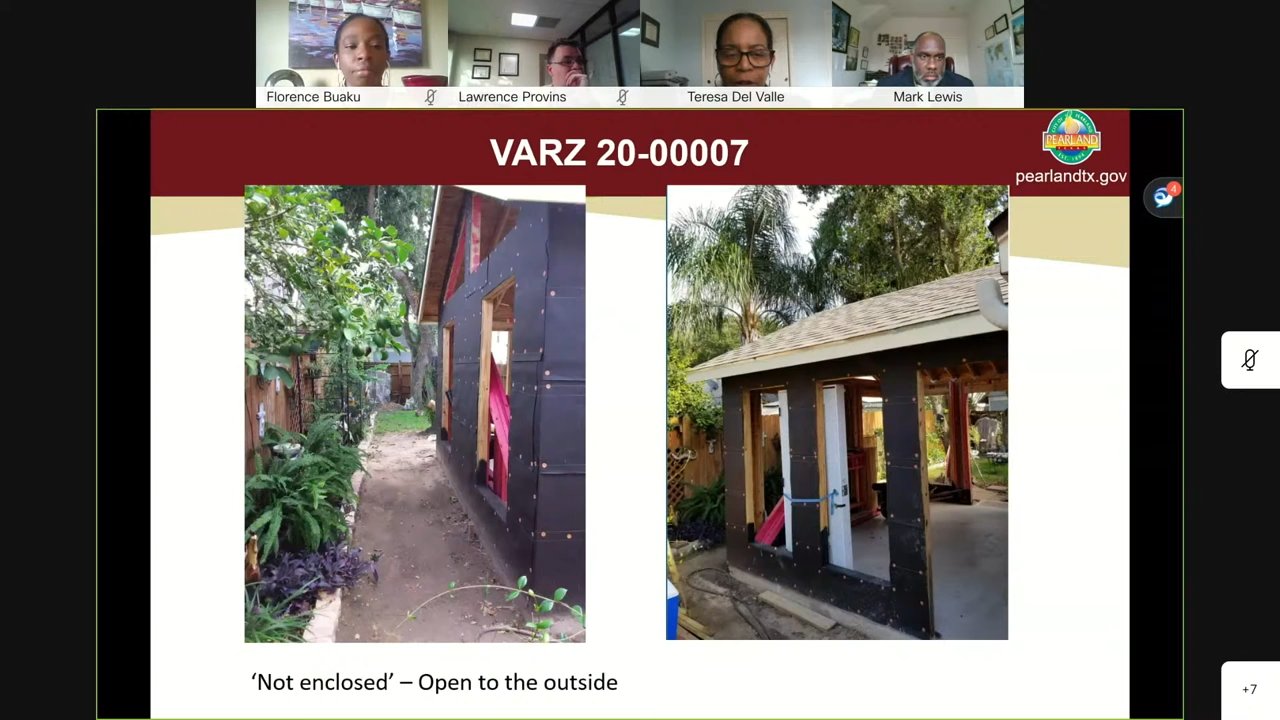 Florence Buaku
Lawrence Provins
Teresa Del Valle
Mark Lewis
VARZ 20-00007
PEARLAND
pearlandtx.gov
4
'Not enclosed' – Open to the outside
+7